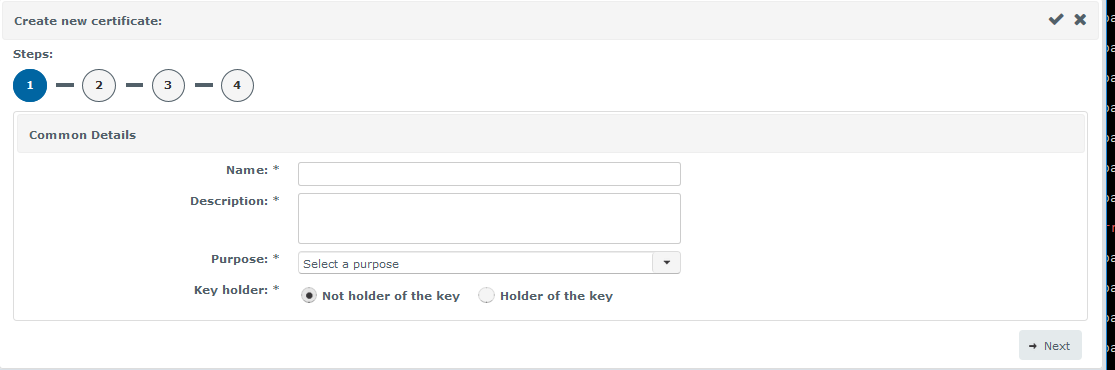 Create new certificate:
Steps:
1 2 3 4
Common Details
Name: *
Description: *
Purpose: * Select a purpose
Key holder: * Not holder of the key Holder of the key
Next